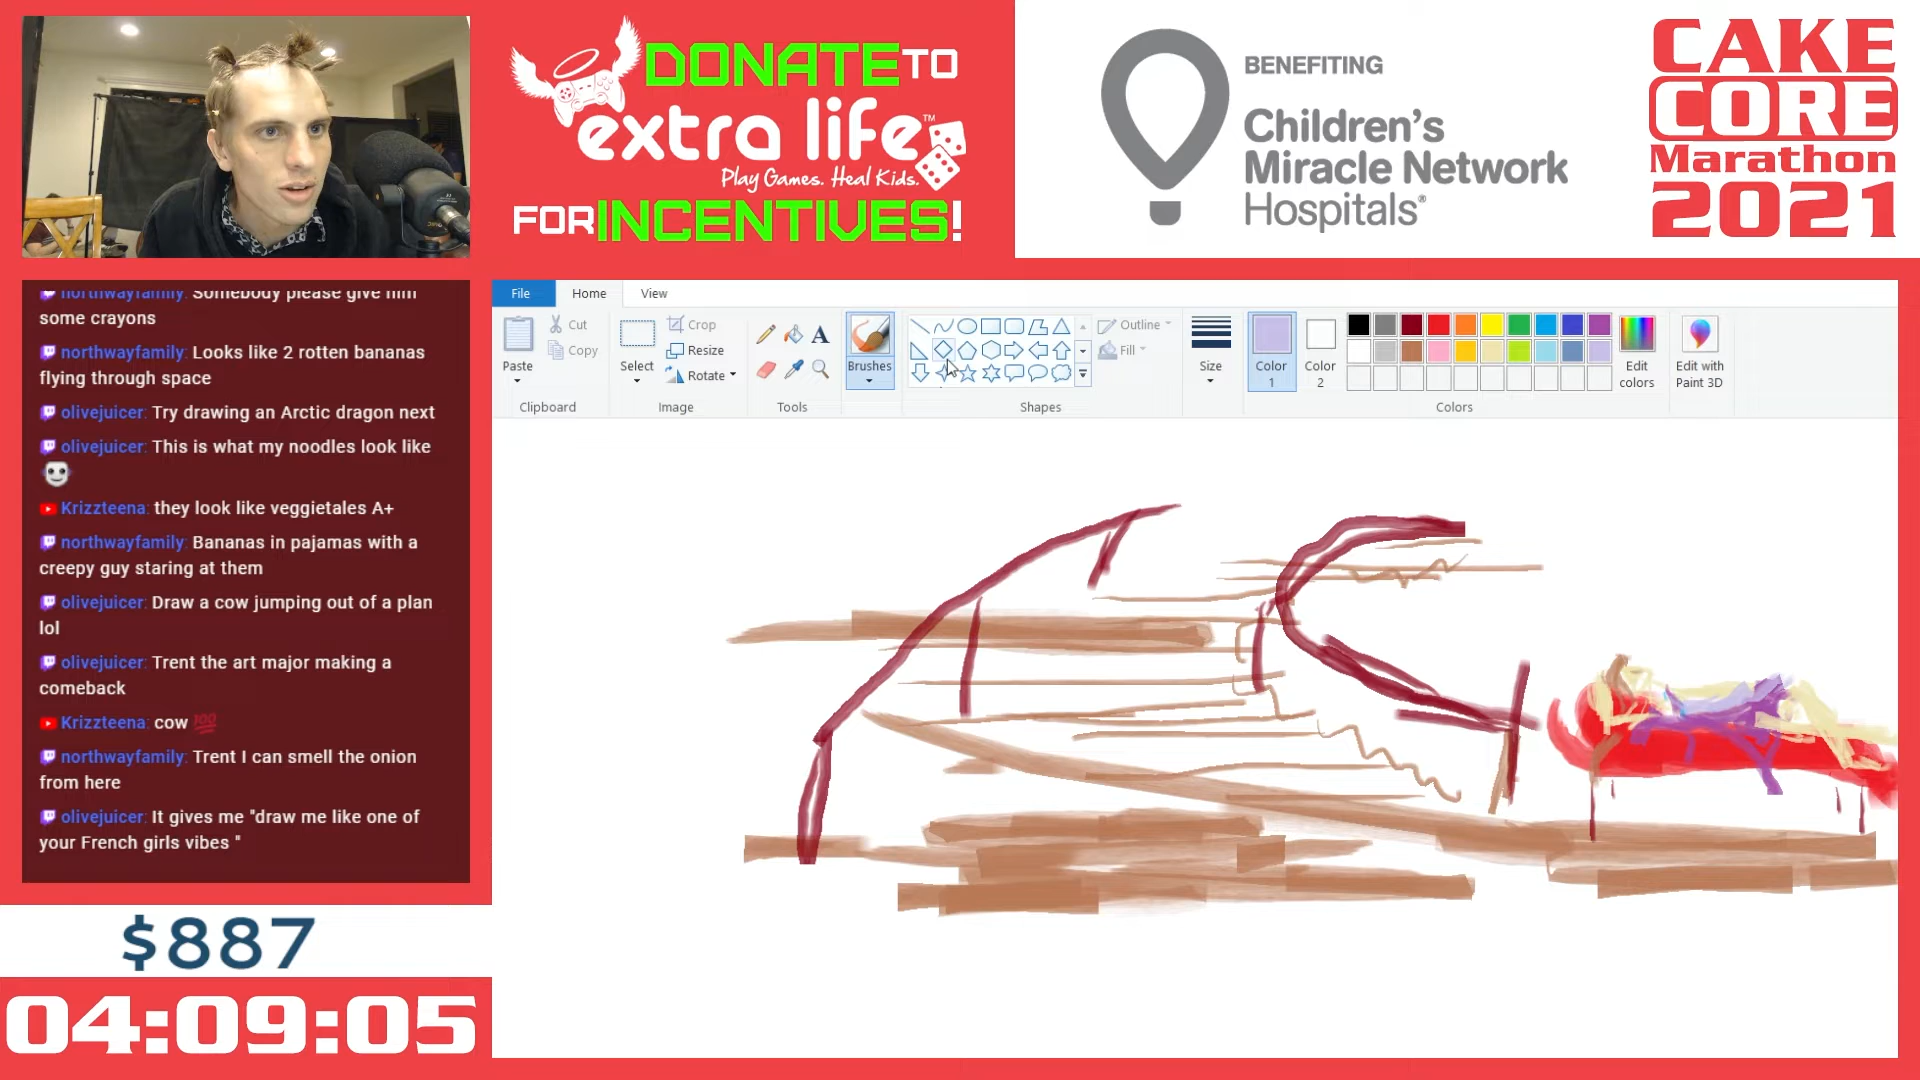 DONATE TO
extra life™
Play Games. Heal Kids.
FOR INCENTIVES!
BENEFITING
Children's
Miracle Network
Hospitals®
CAKE
CORE
Marathon
2021
northwayfamily: Somebody please give him
some crayons
northwayfamily: Looks like 2 rotten bananas
flying through space
olivejuicer: Try drawing an Arctic dragon next
olivejuicer: This is what my noodles look like
Krizzteena: they look like veggietales A+
northwayfamily: Bananas in pajamas with a
creepy guy staring at them
olivejuicer: Draw a cow jumping out of a plan
lol
olivejuicer: Trent the art major making a
comeback
Krizzteena: cow 💯
northwayfamily: Trent I can smell the onion
from here
olivejuicer: It gives me "draw me like one of
your French girls vibes "
$887
04:09:05
File Home View
Paste
Cut
Copy
Clipboard
Select
Crop
Resize
Rotate
Image
A
Tools
Brushes
Outline
Fill
Shapes
Size
Color
1
Color
2
Edit
colors
Colors
Edit with
Paint 3D